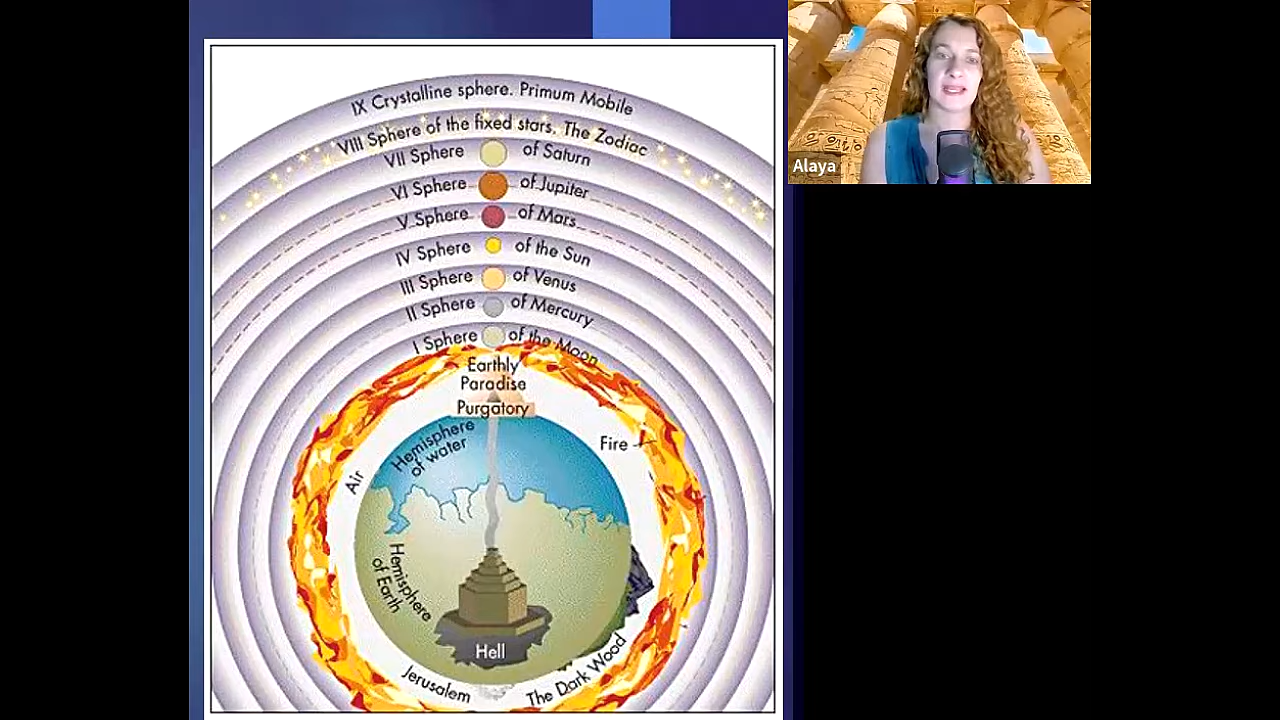 IX Crystalline sphere. Primum Mobile
VIII Sphere of the fixed stars. The Zodiac
VII Sphere of Saturn
VI Sphere of Jupiter
V Sphere of Mars
IV Sphere of the Sun
III Sphere of Venus
II Sphere of Mercury
I Sphere of the Moon
Earthly
Paradise
Purgatory
Hemisphere
of water
Fire
Air
Hemisphere
of Earth
Hell
Jerusalem
The Dark Wood
Alaya